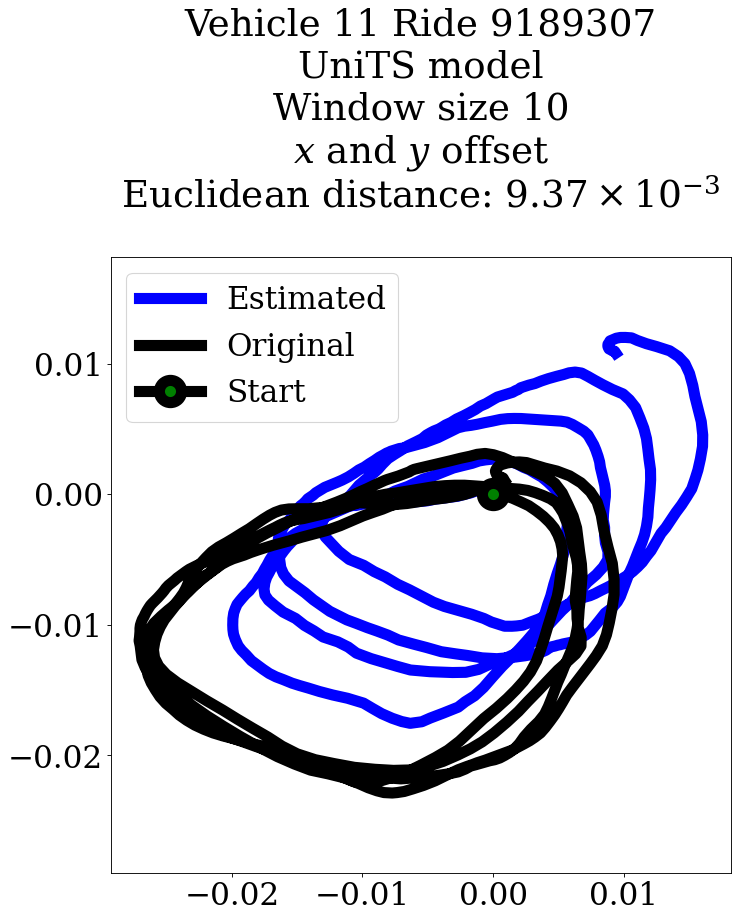 Vehicle 11 Ride 9189307
UniTS model
Window size 10
x and y offset
Euclidean distance: 9.37 × 10⁻³
Estimated
Original
Start
0.01
0.00
−0.01
−0.02
−0.02 −0.01 0.00 0.01